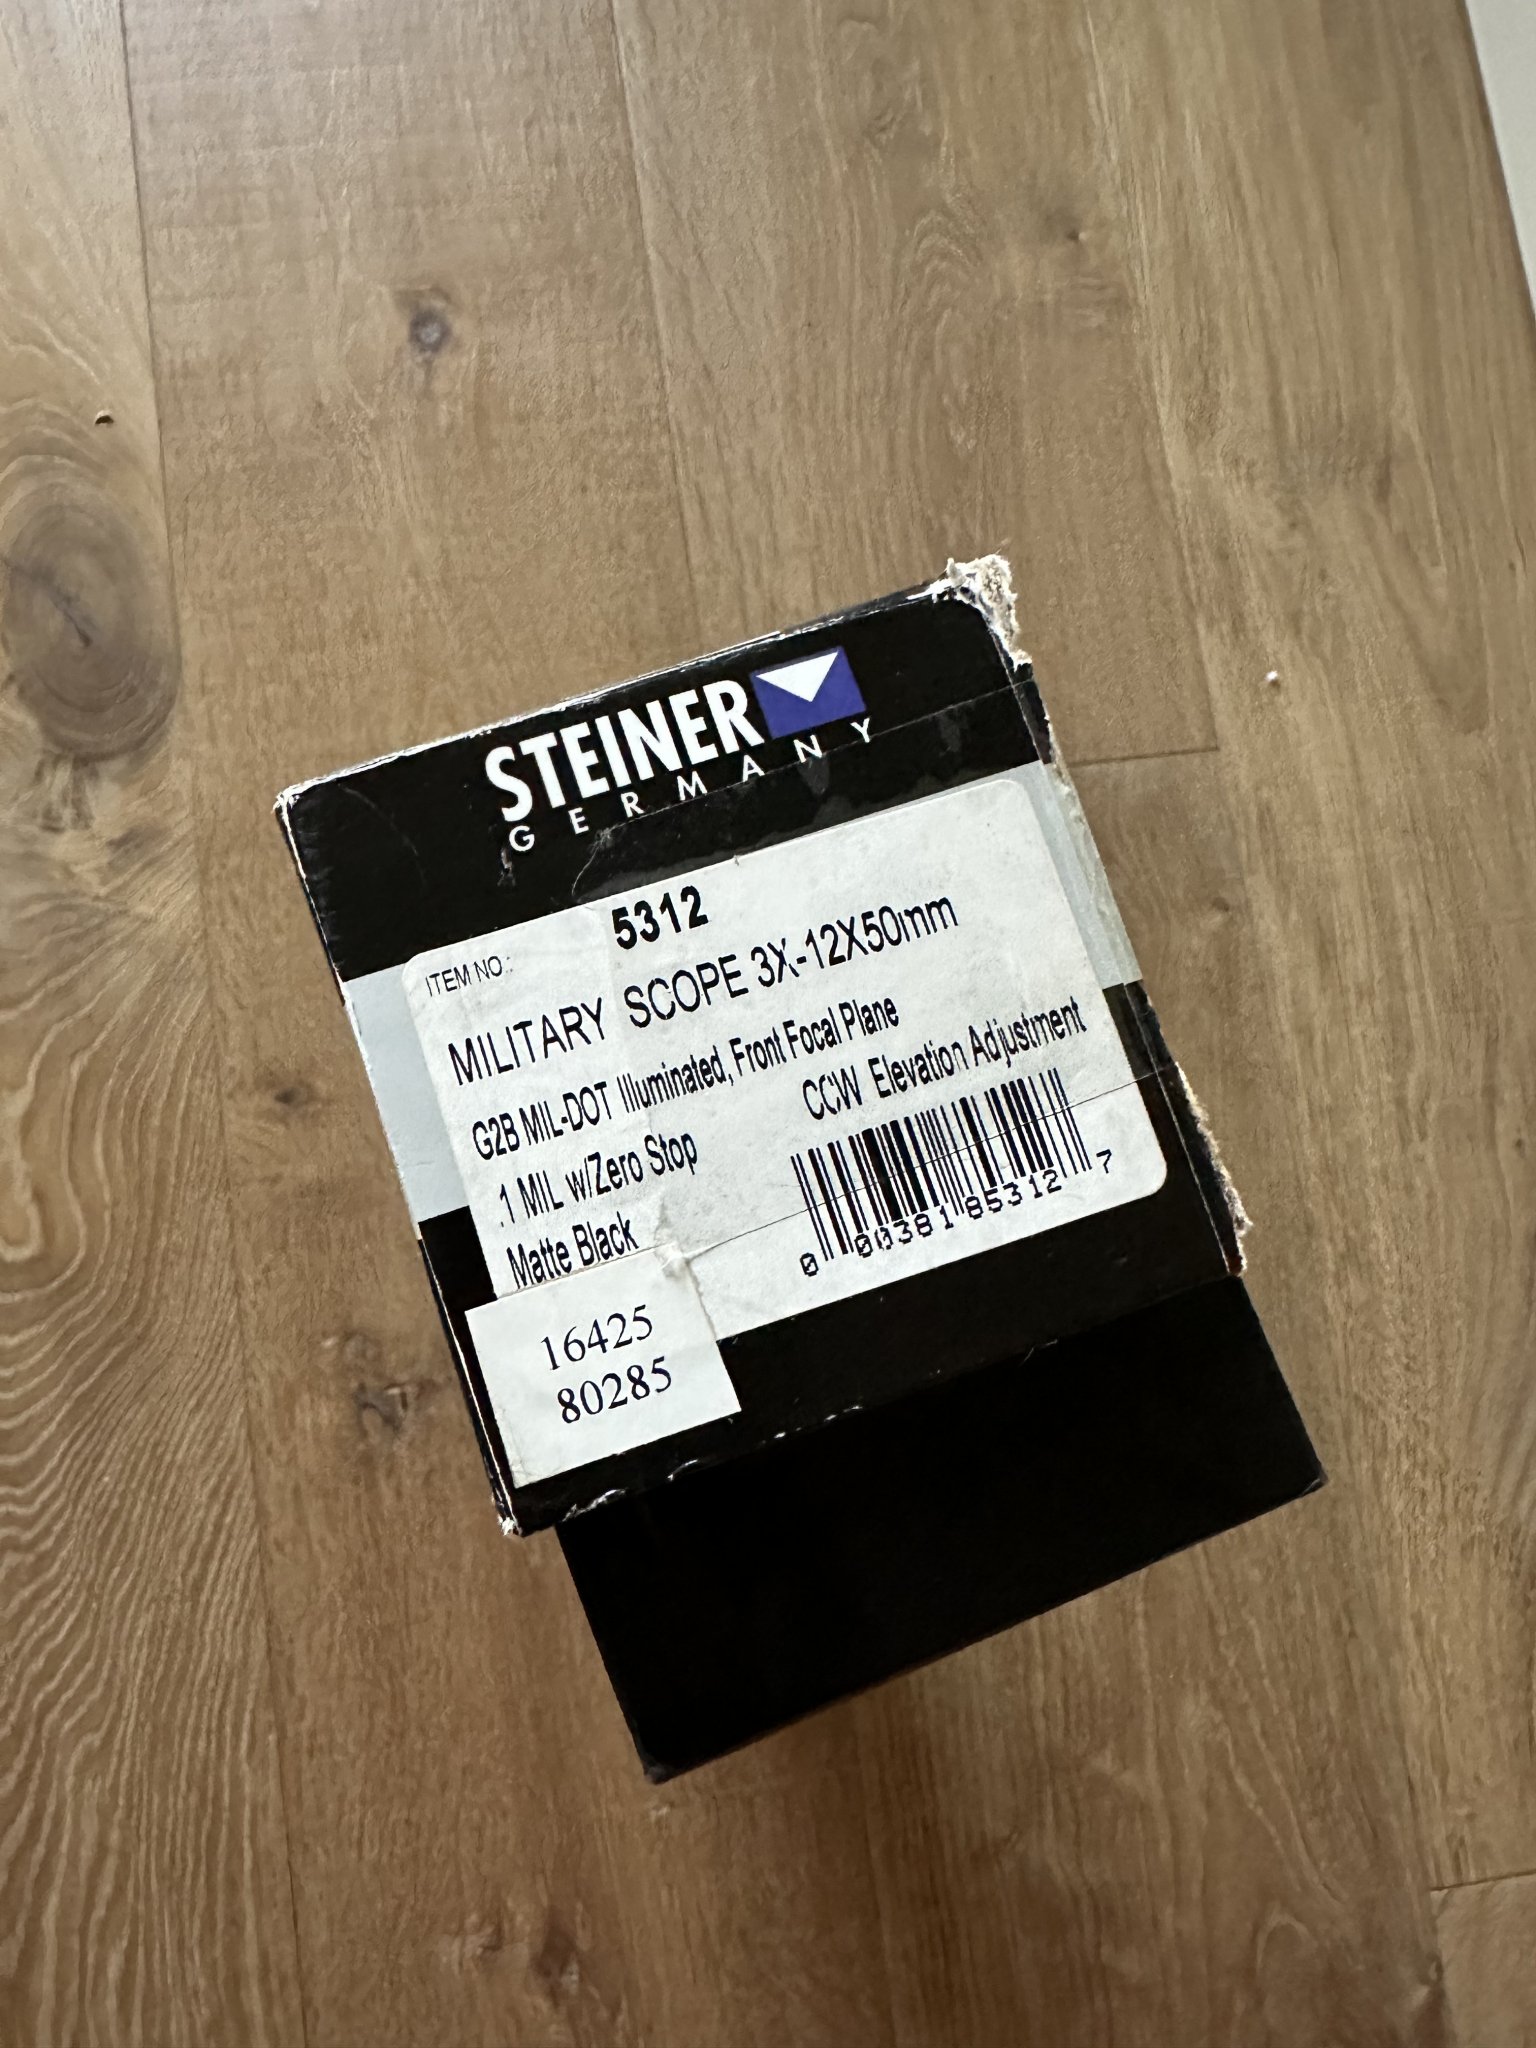 STEINER
GERMANY
ITEM NO.: 5312
MILITARY SCOPE 3X-12X50mm
G2B MIL-DOT Illuminated, Front Focal Plane
.1 MIL w/Zero Stop CCW Elevation Adjustment
Matte Black
0 00381 85312 7
16425
80285